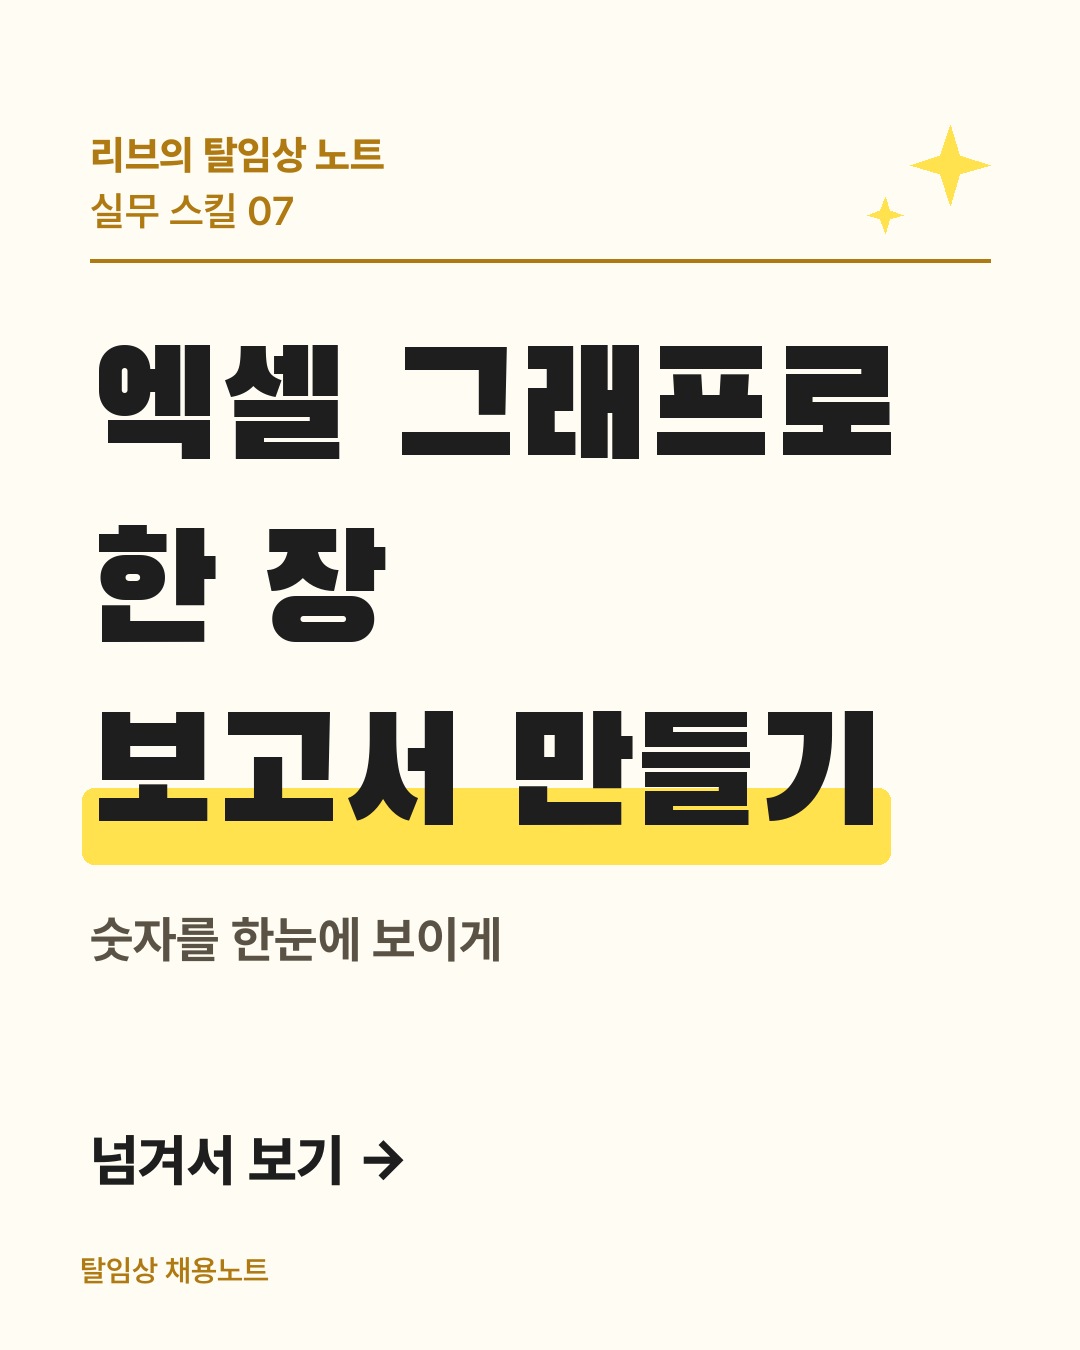 리브의 탈임상 노트
실무 스킬 07
엑셀 그래프로
한 장
보고서 만들기
숫자를 한눈에 보이게
넘겨서 보기 →
탈임상 채용노트